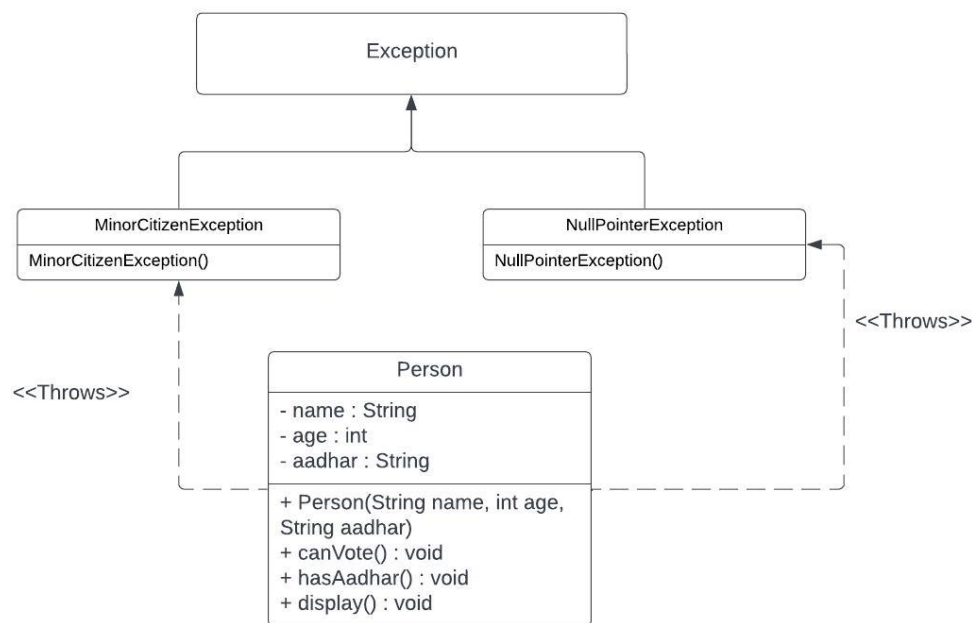 Exception
MinorCitizenException
MinorCitizenException()
NullPointerException
NullPointerException()
<<Throws>>
<<Throws>>
Person
- name : String
- age : int
- aadhar : String
+ Person(String name, int age,
String aadhar)
+ canVote() : void
+ hasAadhar() : void
+ display() : void